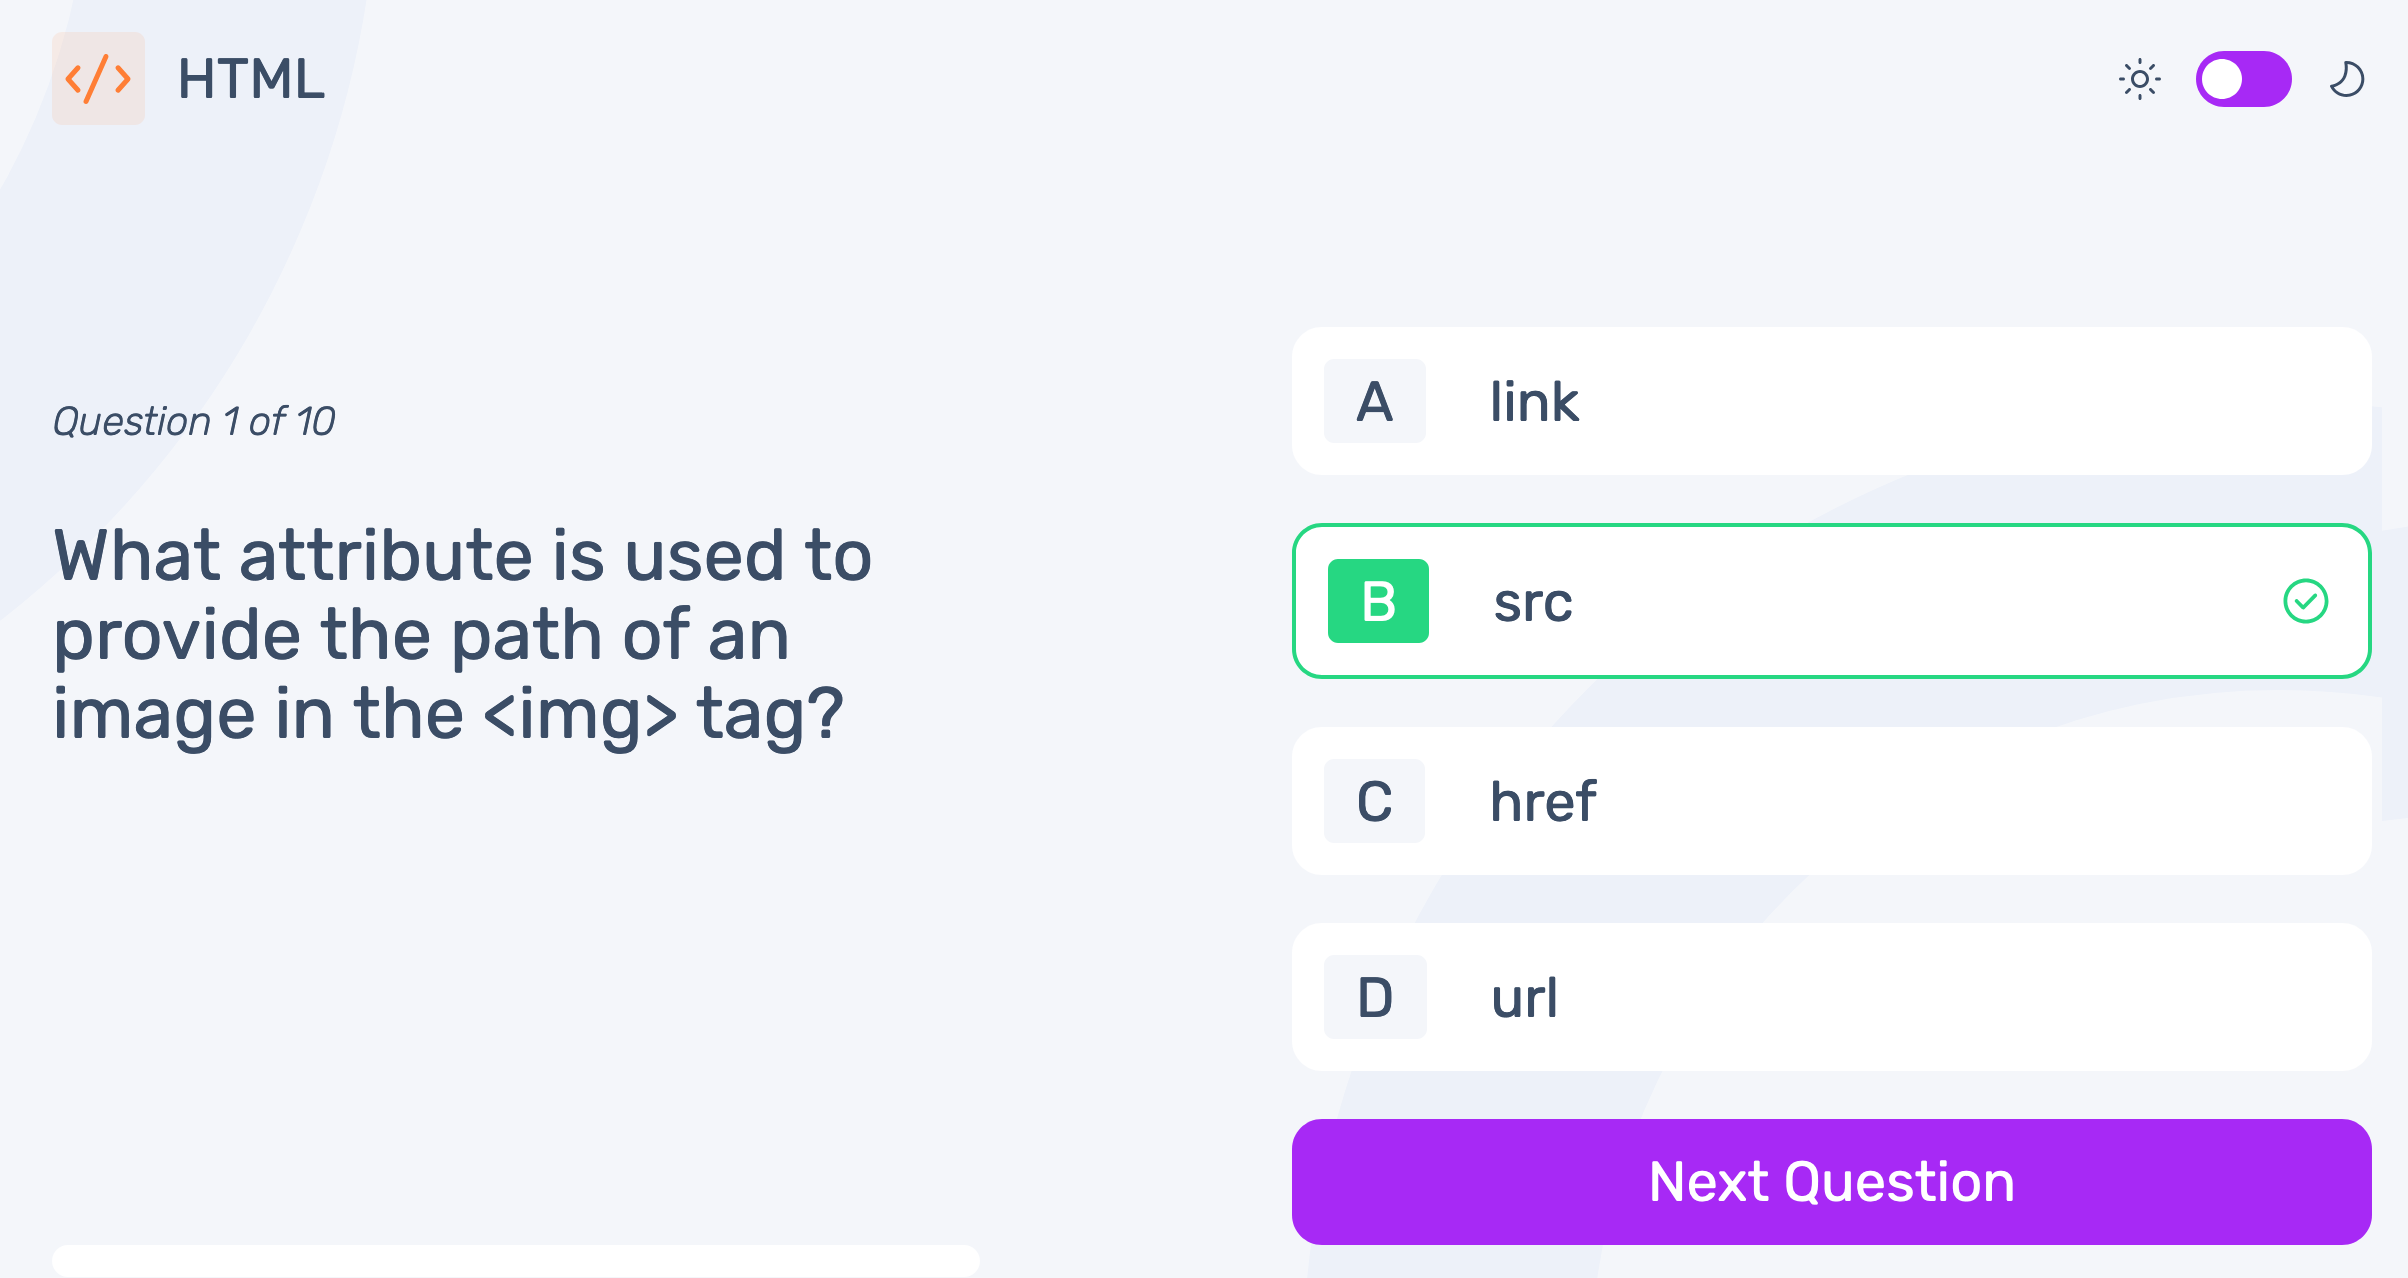 HTML
Question 1 of 10
What attribute is used to
provide the path of an
image in the <img> tag?
A link
B src
C href
D url
Next Question